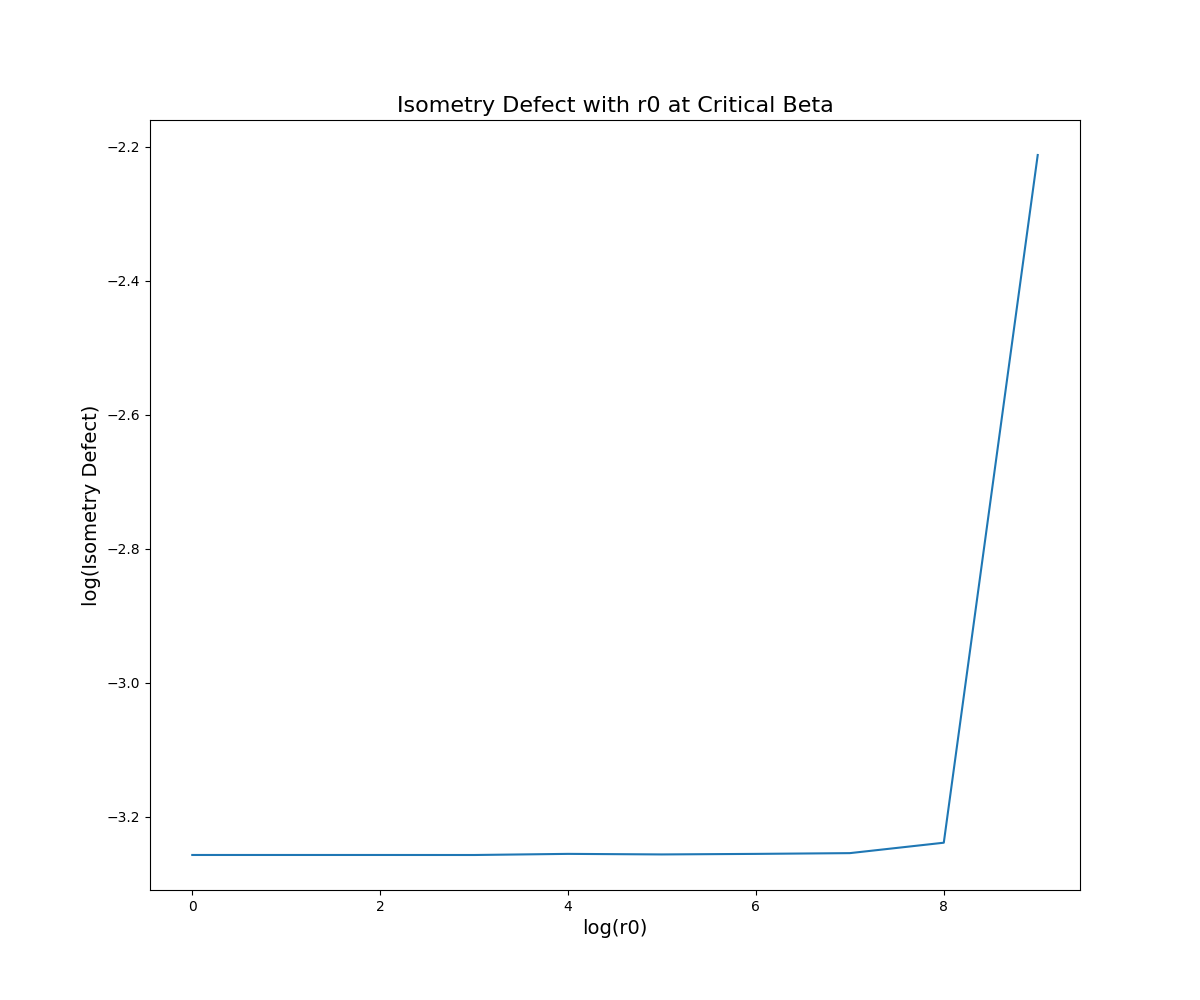 Isometry Defect with r0 at Critical Beta
−2.2
−2.4
−2.6
−2.8
−3.0
−3.2
log(Isometry Defect)
0 2 4 6 8
log(r0)